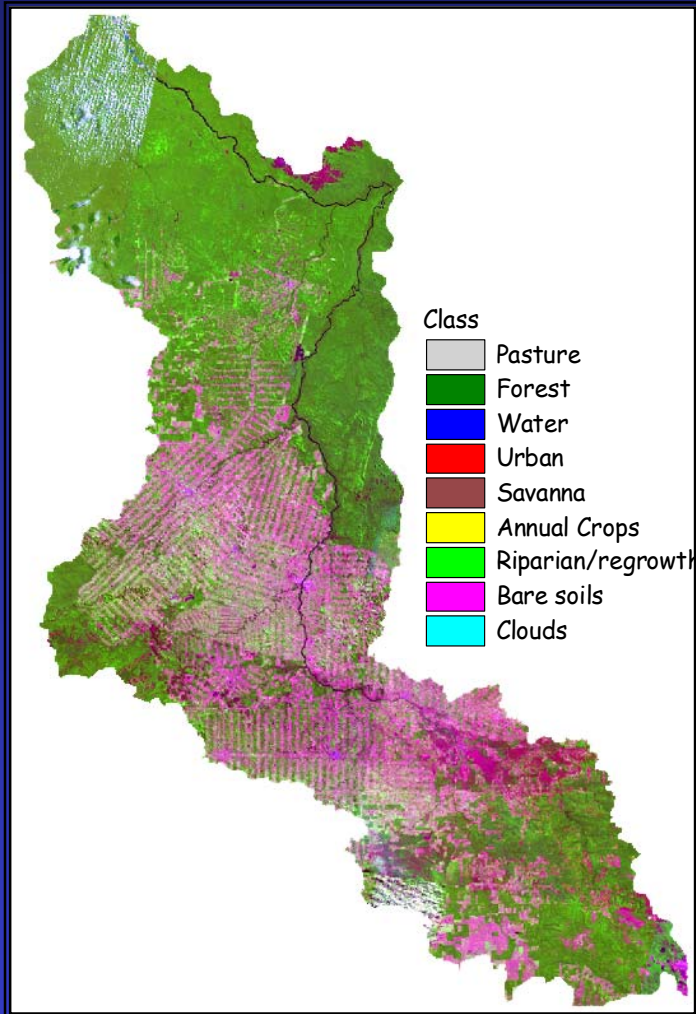 Class
Pasture
Forest
Water
Urban
Savanna
Annual Crops
Riparian/regrowth
Bare soils
Clouds